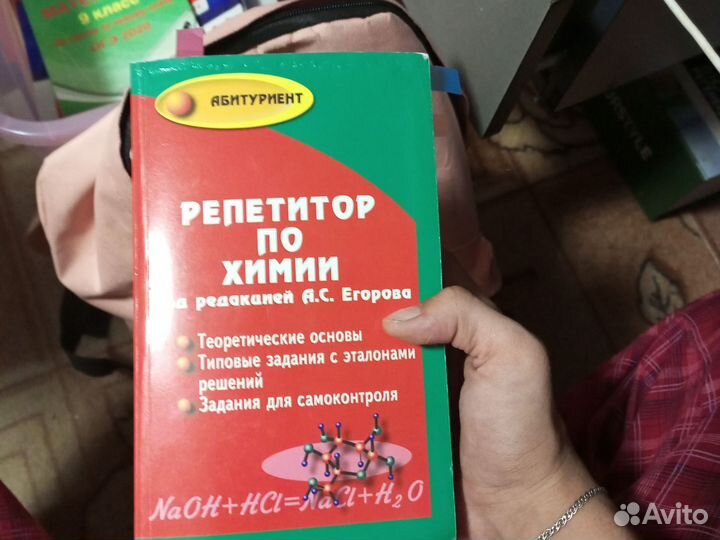 9 класс
АБИТУРИЕНТ
РЕПЕТИТОР
ПО
ХИМИИ
редакцией А.С. Егорова
Теоретические основы
Типовые задания с эталонами
решений
Задания для самоконтроля
NaOH+HCl=NaCl+H₂O
Avito